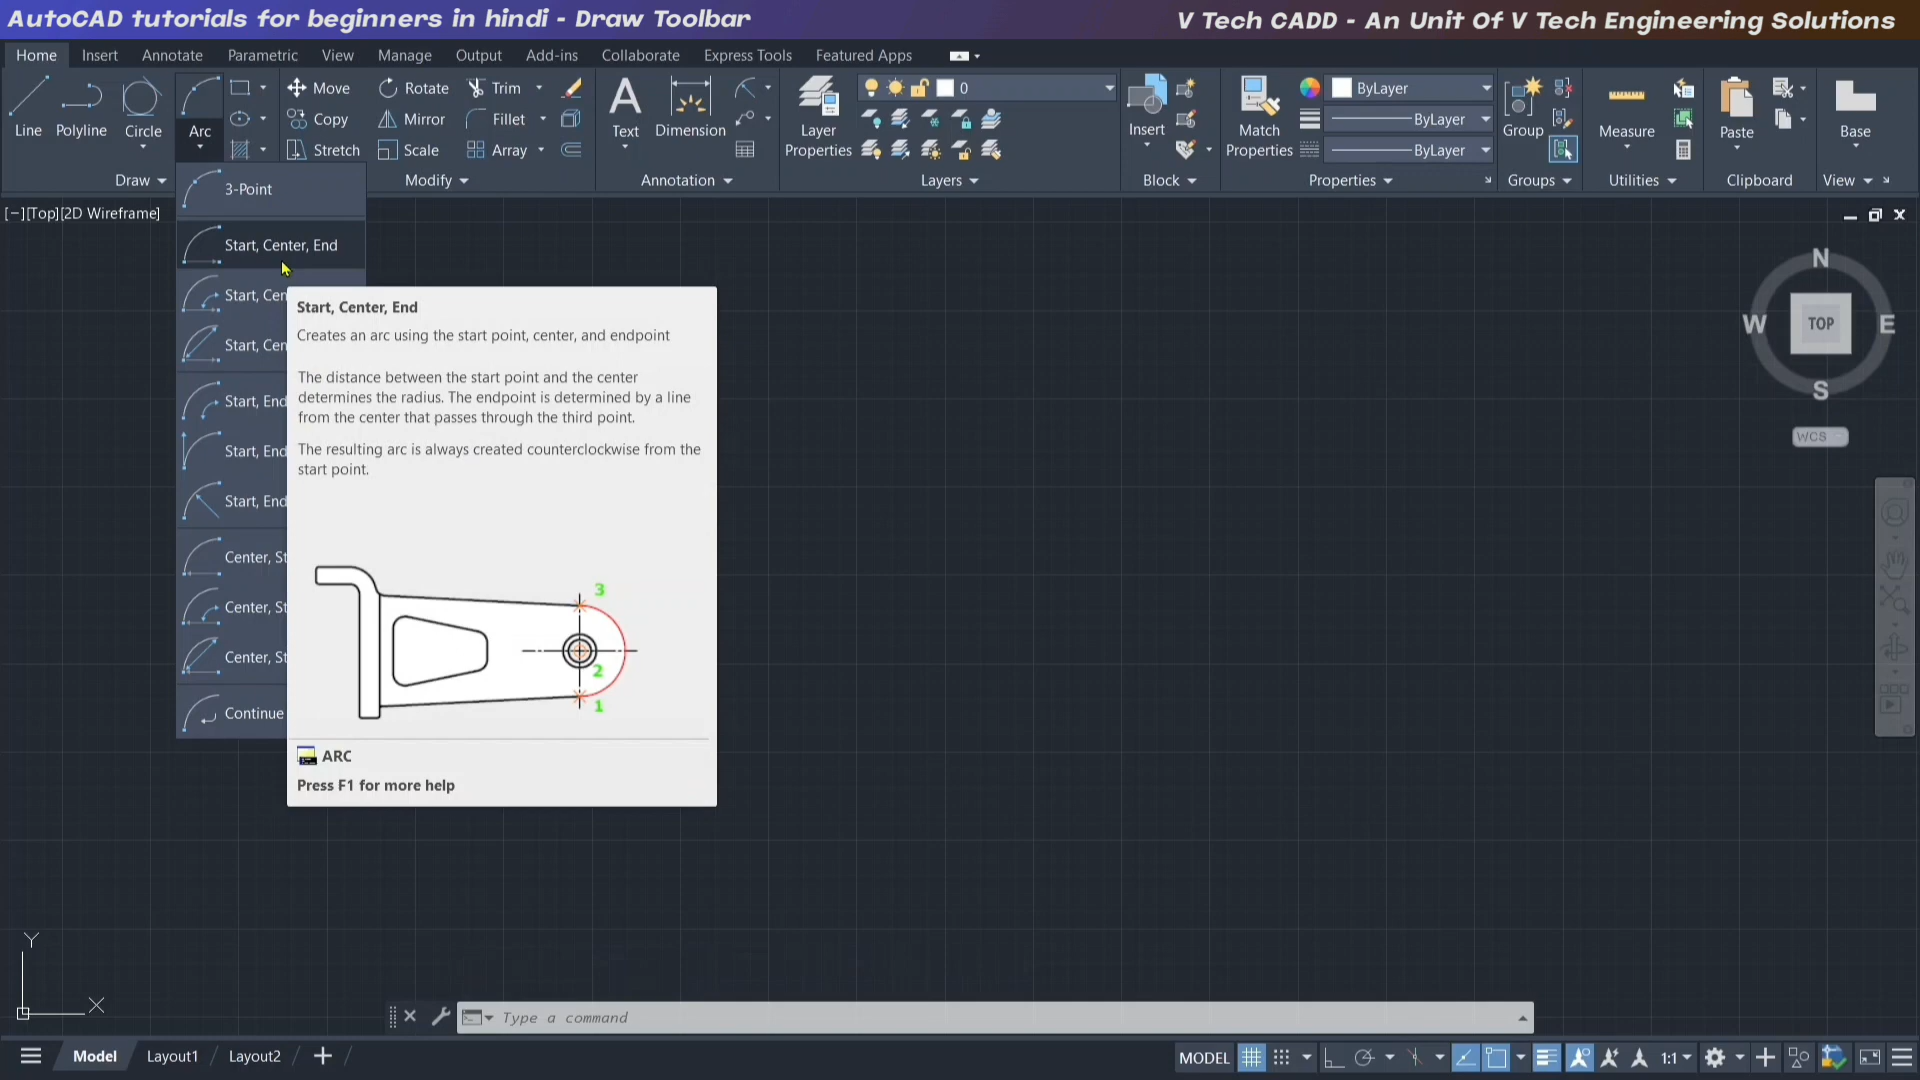 AutoCAD tutorials for beginners in hindi - Draw Toolbar
V Tech CADD - An Unit Of V Tech Engineering Solutions
Home Insert Annotate Parametric View Manage Output Add-ins Collaborate Express Tools Featured Apps
Line Polyline Circle Arc
Move Rotate Trim
Copy Mirror Fillet
Stretch Scale Array
Text Dimension
Layer Properties
0
Insert
Match Properties
ByLayer
ByLayer
ByLayer
Group
Measure
Paste
Base
Draw Modify Annotation Layers Block Properties Groups Utilities Clipboard View
[−][Top][2D Wireframe]
3-Point
Start, Center, End
Start, Cen
Start, Cen
Start, End
Start, End
Start, End
Center, St
Center, St
Center, St
Continue
Start, Center, End
Creates an arc using the start point, center, and endpoint
The distance between the start point and the center
determines the radius. The endpoint is determined by a line
from the center that passes through the third point.
The resulting arc is always created counterclockwise from the
start point.
3
2
1
ARC
Press F1 for more help
N
W TOP E
S
WCS
Y
X
Type a command
Model Layout1 Layout2
MODEL 1:1